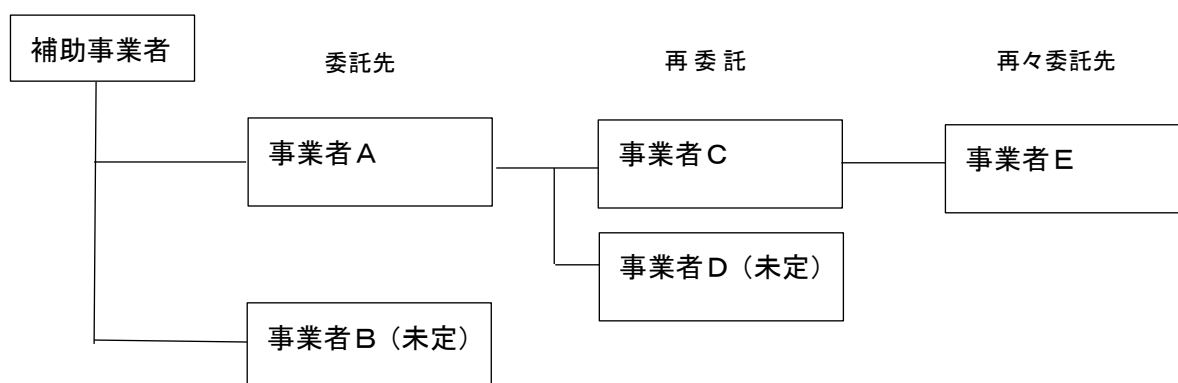 補助事業者
委託先
再委託
再々委託先
事業者A
事業者C
事業者E
事業者D（未定）
事業者B（未定）